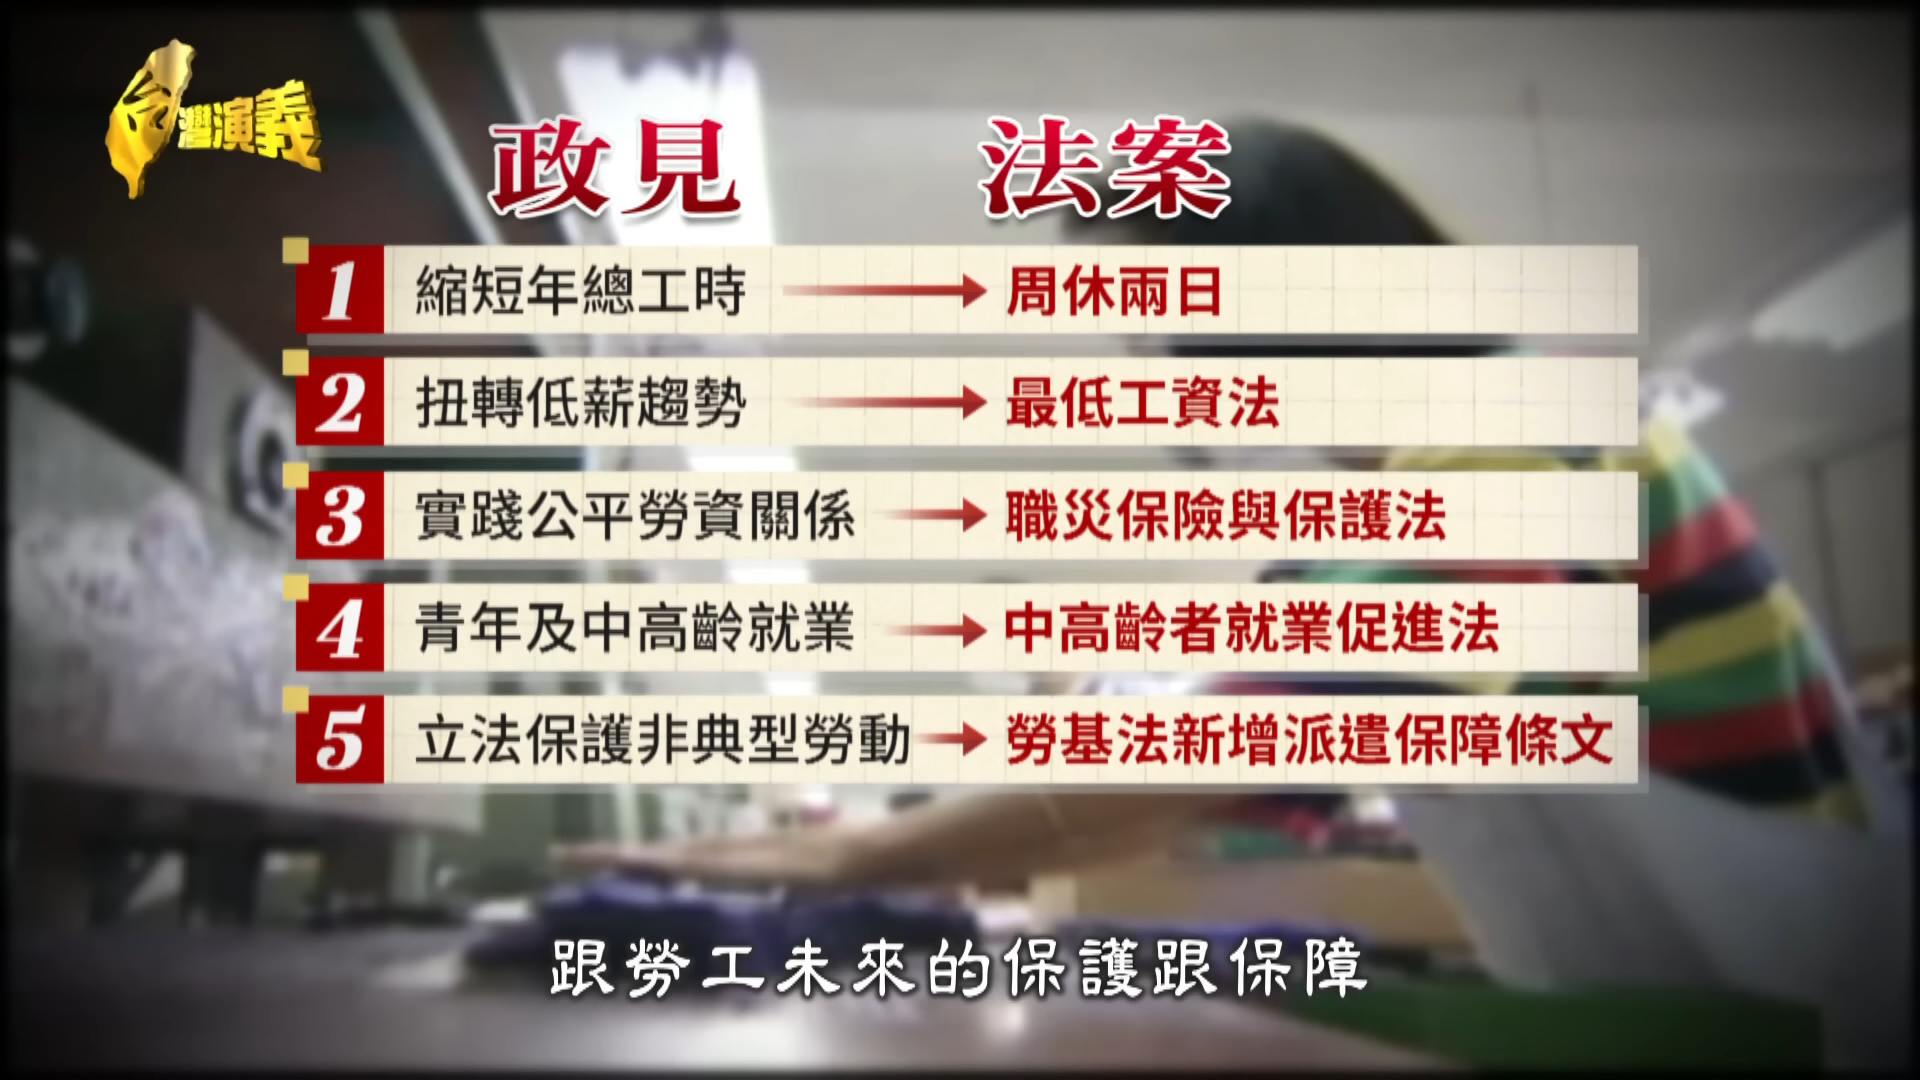 台灣演義
政見 法案
1 縮短年總工時 → 周休兩日
2 扭轉低薪趨勢 → 最低工資法
3 實踐公平勞資關係 → 職災保險與保護法
4 青年及中高齡就業 → 中高齡者就業促進法
5 立法保護非典型勞動 → 勞基法新增派遣保障條文
跟勞工未來的保護跟保障